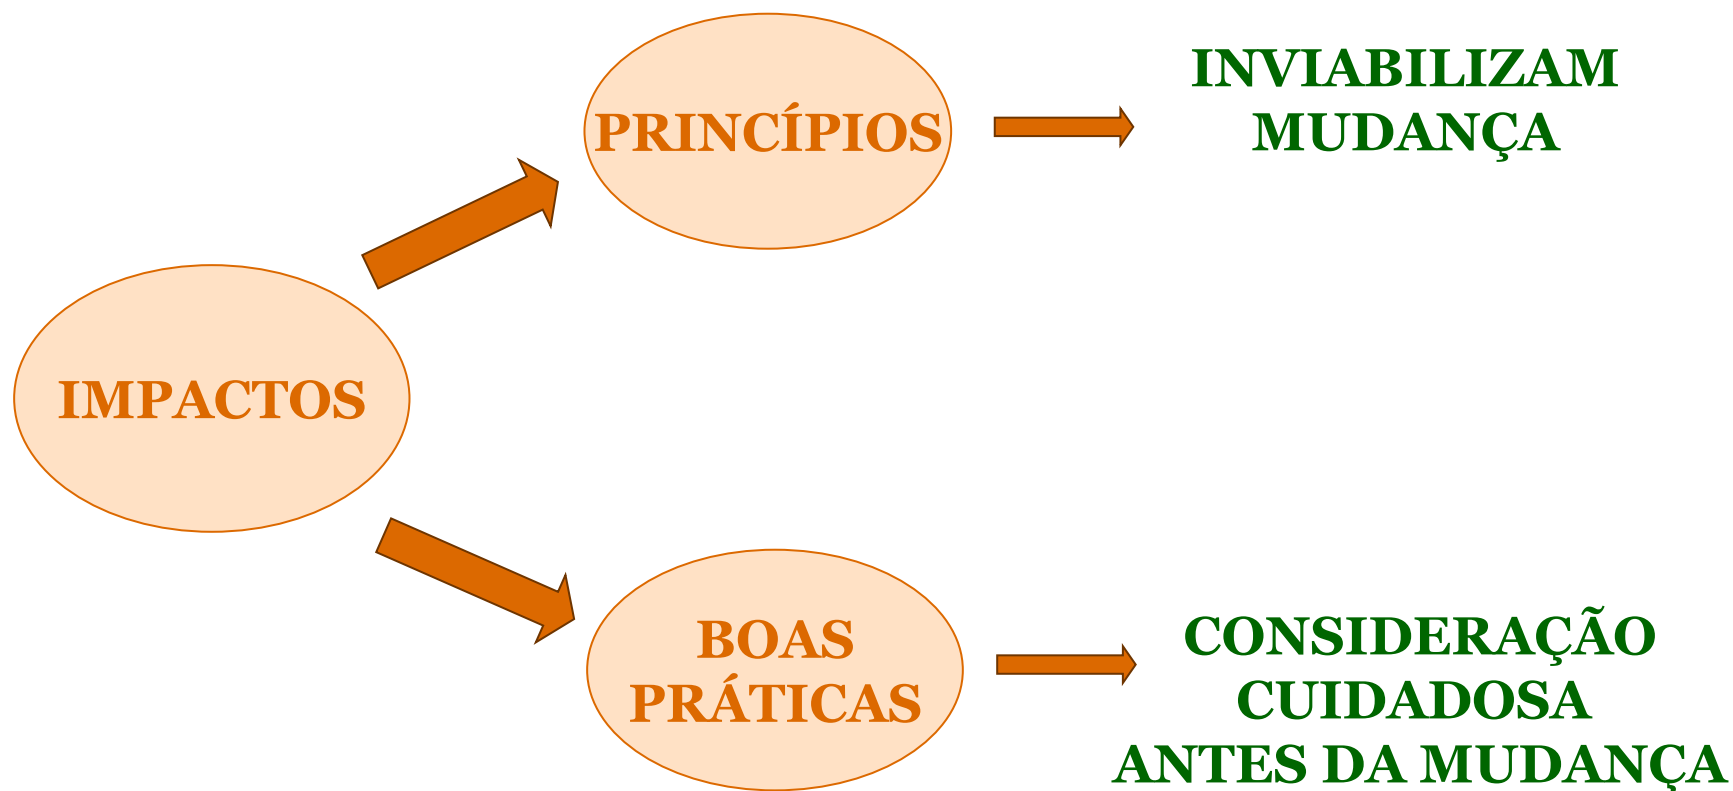 IMPACTOS
PRINCÍPIOS
INVIABILIZAM
MUDANÇA
BOAS
PRÁTICAS
CONSIDERAÇÃO
CUIDADOSA
ANTES DA MUDANÇA